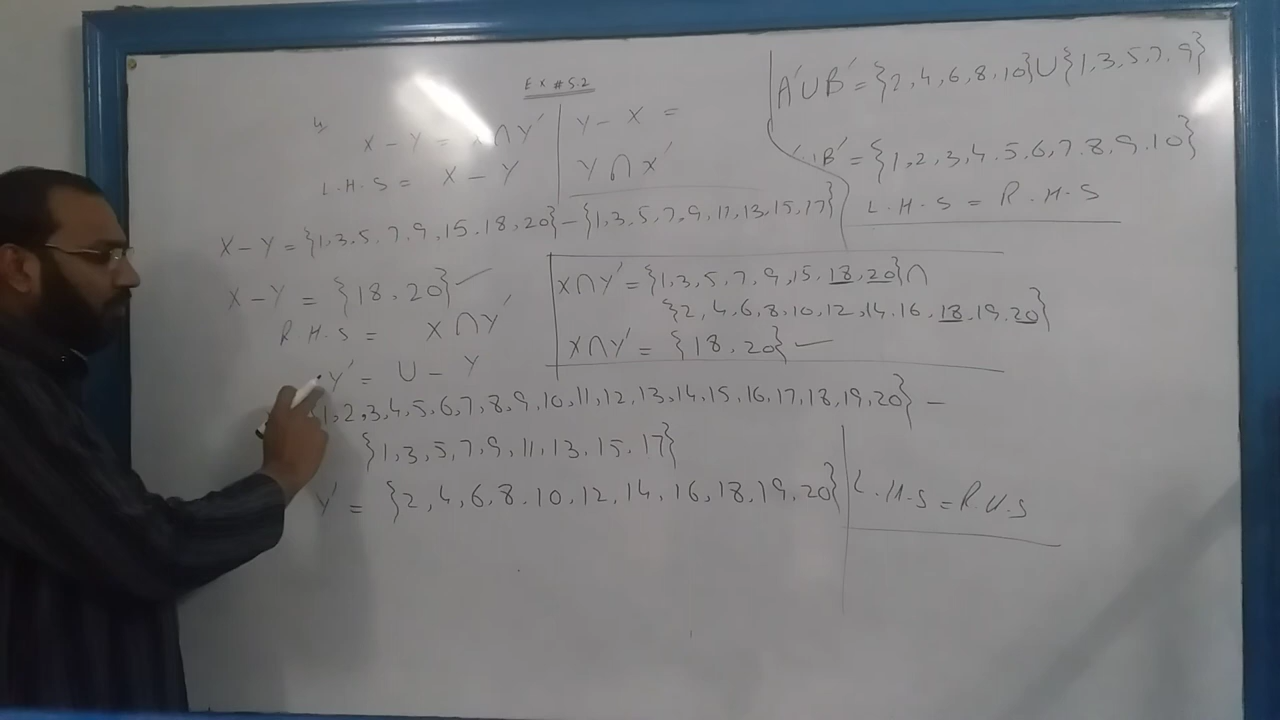 Ex # 5.2
4)
X - Y = X ∩ Y′
L.H.S = X - Y
X - Y = {1,3,5,7,9,15,18,20} - {1,3,5,7,9,11,13,15,17}
X - Y = {18,20}
R.H.S = X ∩ Y′
Y′ = U - Y
{1,2,3,4,5,6,7,8,9,10,11,12,13,14,15,16,17,18,19,20} -
{1,3,5,7,9,11,13,15,17}
Y′ = {2,4,6,8,10,12,14,16,18,19,20}
Y - X =
Y ∩ X′
X ∩ Y′ = {1,3,5,7,9,15,18,20} ∩
{2,4,6,8,10,12,14,16,18,19,20}
X ∩ Y′ = {18,20}
L.H.S = R.H.S
A′ ∪ B′ = {2,4,6,8,10} ∪ {1,3,5,7,9}
B′ = {1,2,3,4,5,6,7,8,9,10}
L.H.S = R.H.S